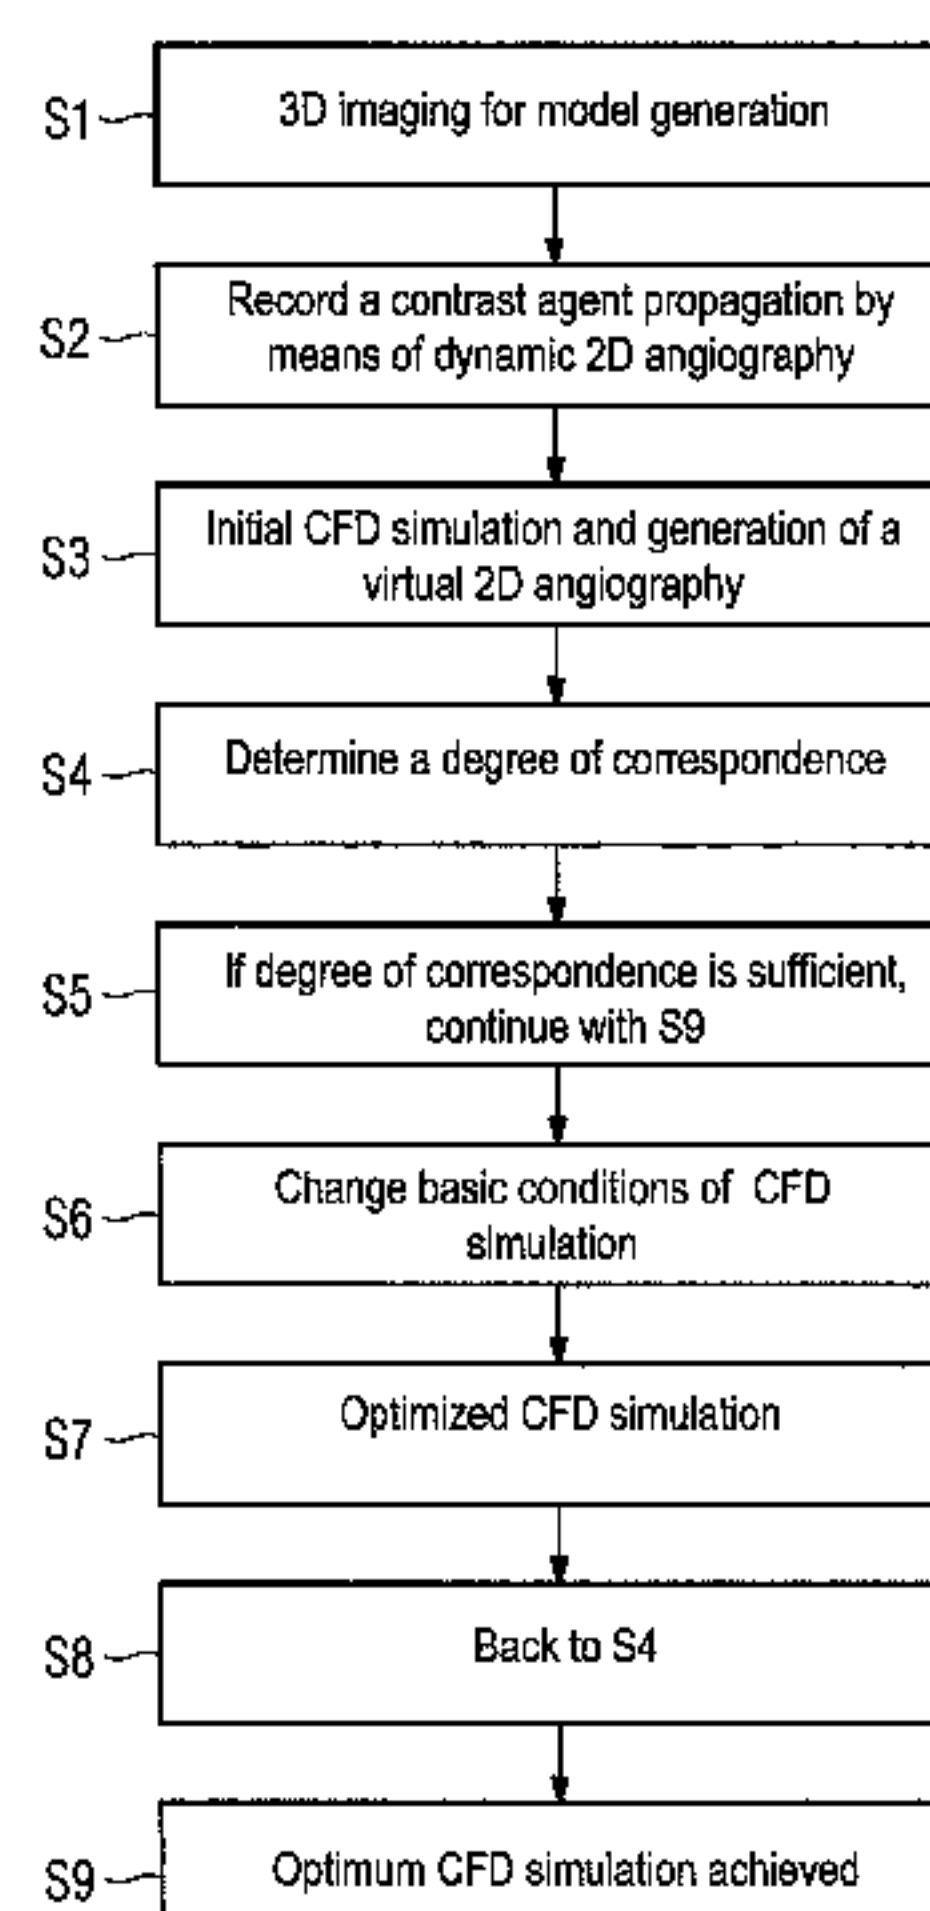 S1
3D imaging for model generation
S2
Record a contrast agent propagation by
means of dynamic 2D angiography
S3
Initial CFD simulation and generation of a
virtual 2D angiography
S4
Determine a degree of correspondence
S5
If degree of correspondence is sufficient,
continue with S9
S6
Change basic conditions of CFD
simulation
S7
Optimized CFD simulation
S8
Back to S4
S9
Optimum CFD simulation achieved